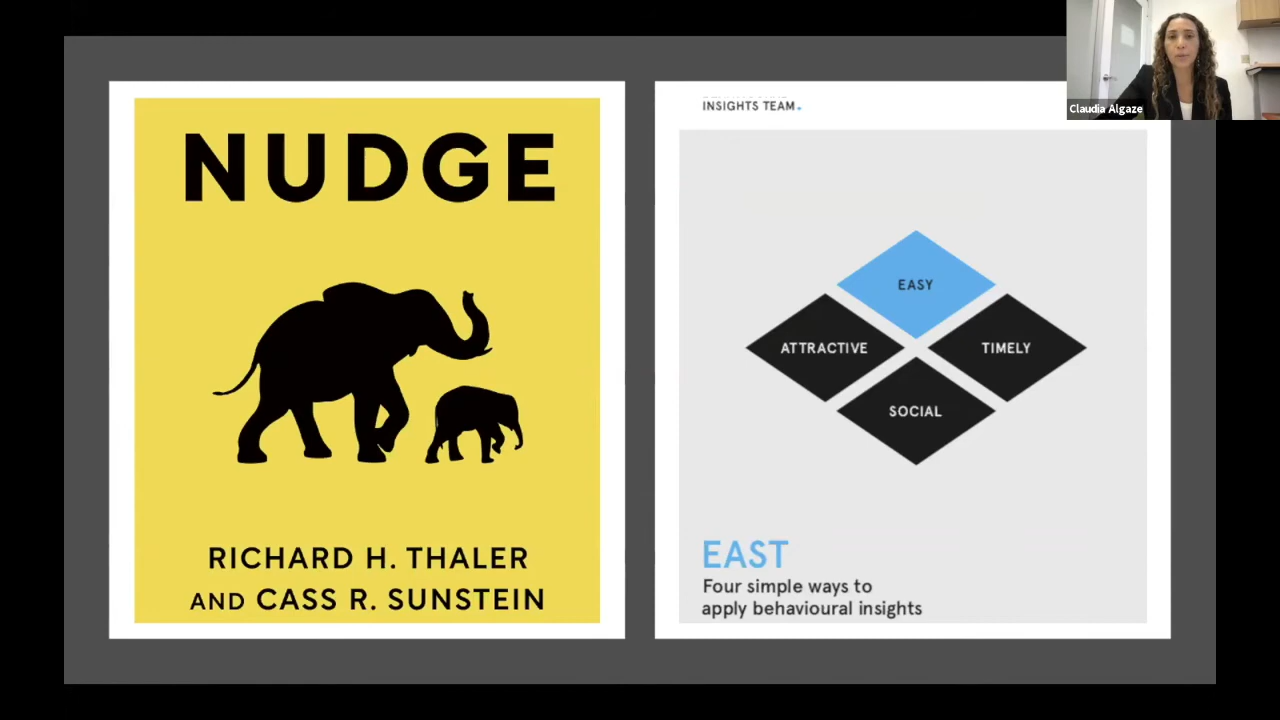 NUDGE
RICHARD H. THALER
AND CASS R. SUNSTEIN
INSIGHTS TEAM.
EASY
ATTRACTIVE
TIMELY
SOCIAL
EAST
Four simple ways to
apply behavioural insights
Claudia Algaze